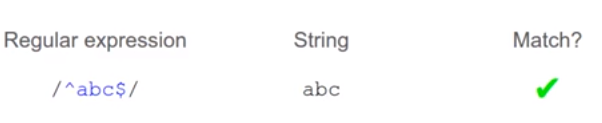 Regular expression String Match?
/^abc$/ abc ✔